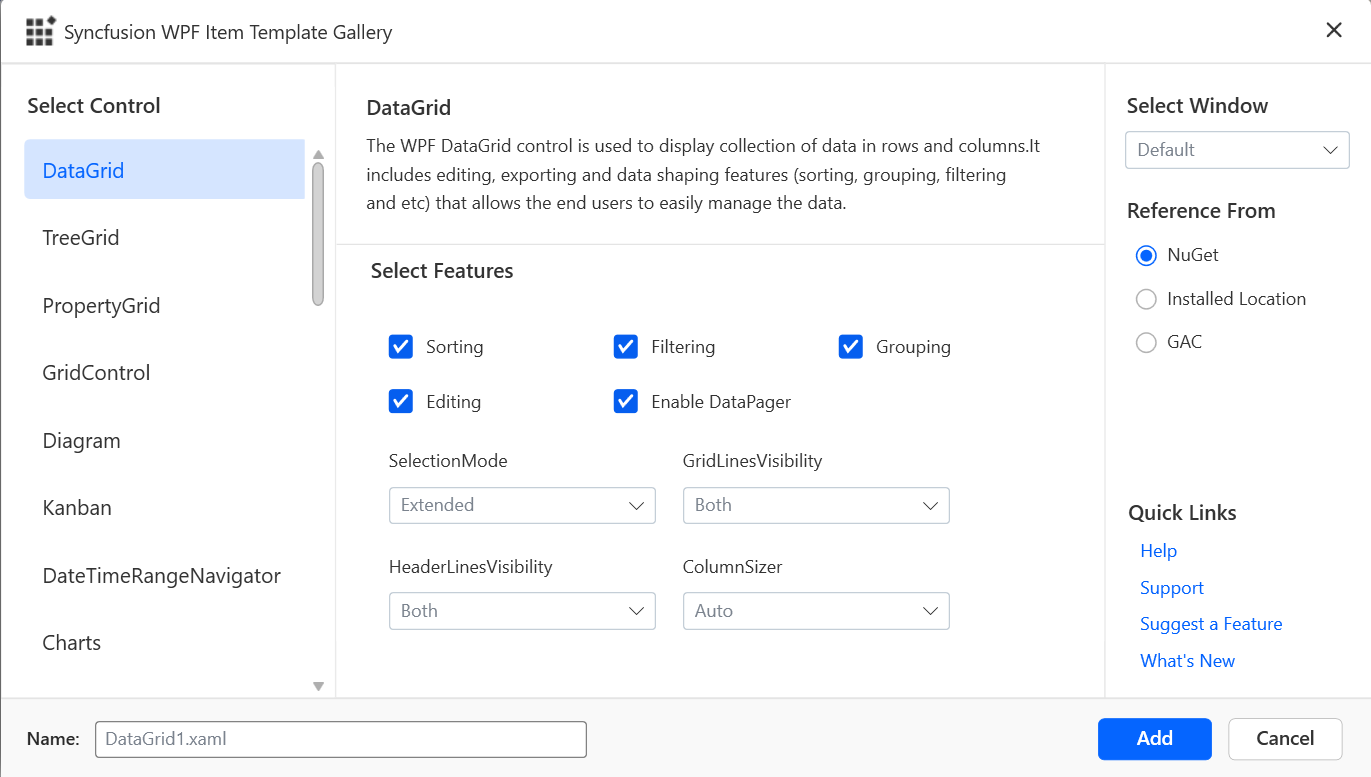 Syncfusion WPF Item Template Gallery
Select Control
DataGrid
TreeGrid
PropertyGrid
GridControl
Diagram
Kanban
DateTimeRangeNavigator
Charts
DataGrid
The WPF DataGrid control is used to display collection of data in rows and columns.It
includes editing, exporting and data shaping features (sorting, grouping, filtering
and etc) that allows the end users to easily manage the data.
Select Features
Sorting Filtering Grouping
Editing Enable DataPager
SelectionMode GridLinesVisibility
Extended Both
HeaderLinesVisibility ColumnSizer
Both Auto
Select Window
Default
Reference From
NuGet
Installed Location
GAC
Quick Links
Help
Support
Suggest a Feature
What's New
Name: DataGrid1.xaml
Add Cancel